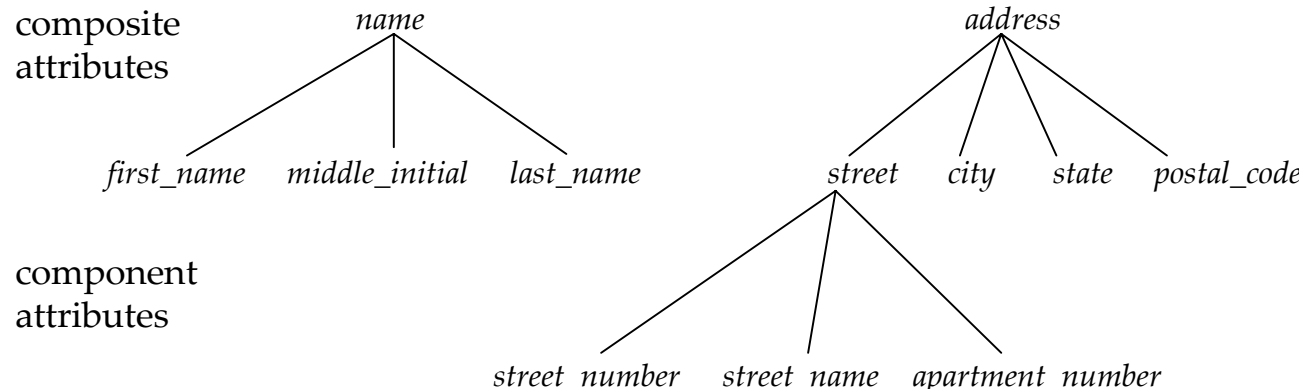 composite
attributes
name
address
first_name
middle_initial
last_name
street
city
state
postal_code
component
attributes
street_number
street_name
apartment_number